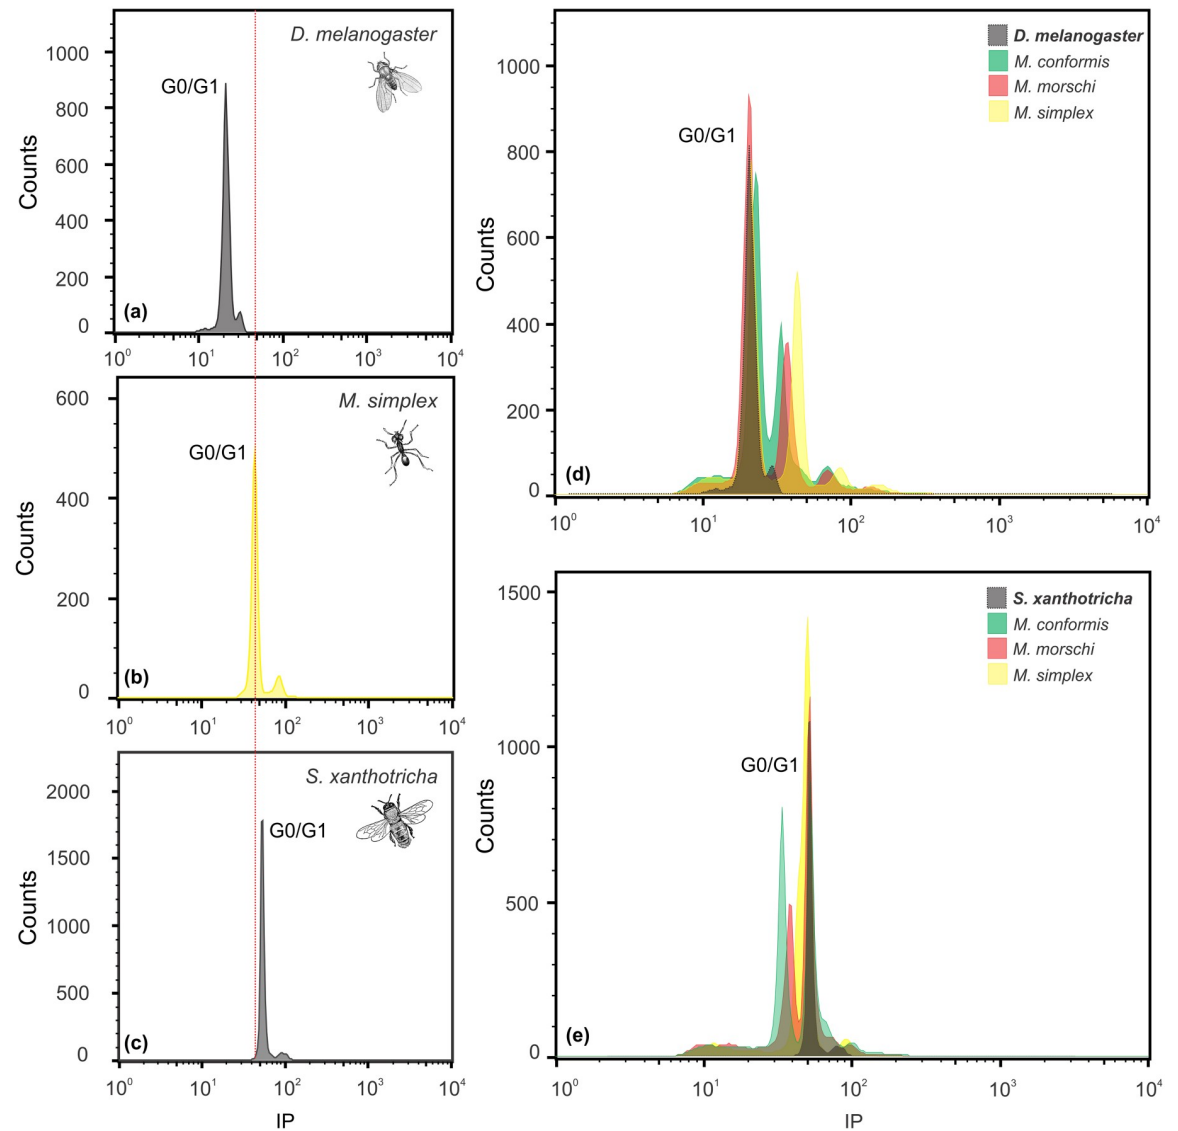 D. melanogaster
G0/G1
Counts
1000
800
600
400
200
0
(a)
10⁰ 10¹ 10² 10³ 10⁴
M. simplex
G0/G1
Counts
600
400
200
0
(b)
10⁰ 10¹ 10² 10³ 10⁴
S. xanthotricha
G0/G1
Counts
2000
1500
1000
500
0
(c)
10⁰ 10¹ 10² 10³ 10⁴
IP
D. melanogaster
M. conformis
M. morschi
M. simplex
G0/G1
Counts
1000
800
600
400
200
0
(d)
10⁰ 10¹ 10² 10³ 10⁴
S. xanthotricha
M. conformis
M. morschi
M. simplex
G0/G1
Counts
1500
1000
500
0
(e)
10⁰ 10¹ 10² 10³ 10⁴
IP